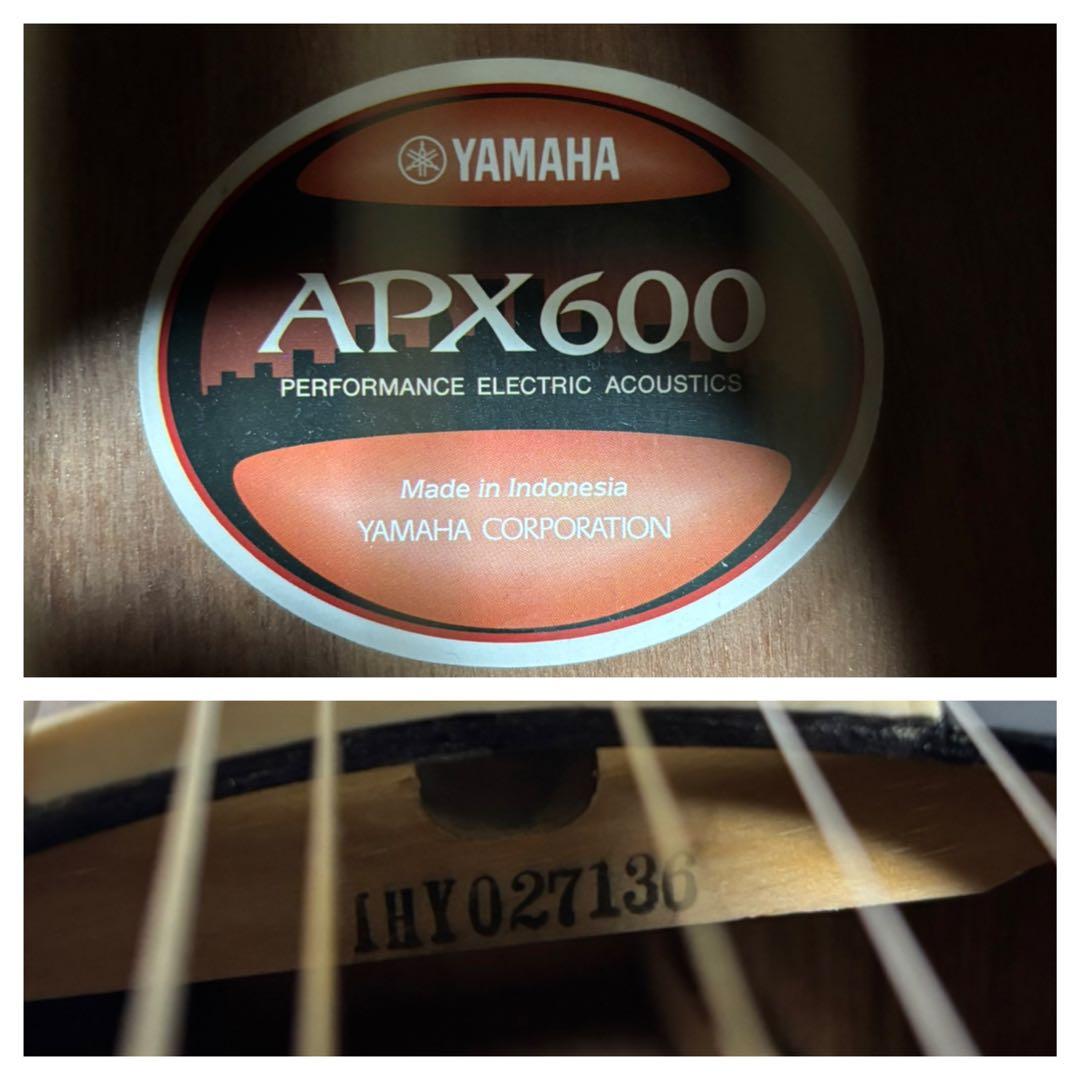 YAMAHA
APX600
PERFORMANCE ELECTRIC ACOUSTICS
Made in Indonesia
YAMAHA CORPORATION
IHY027136